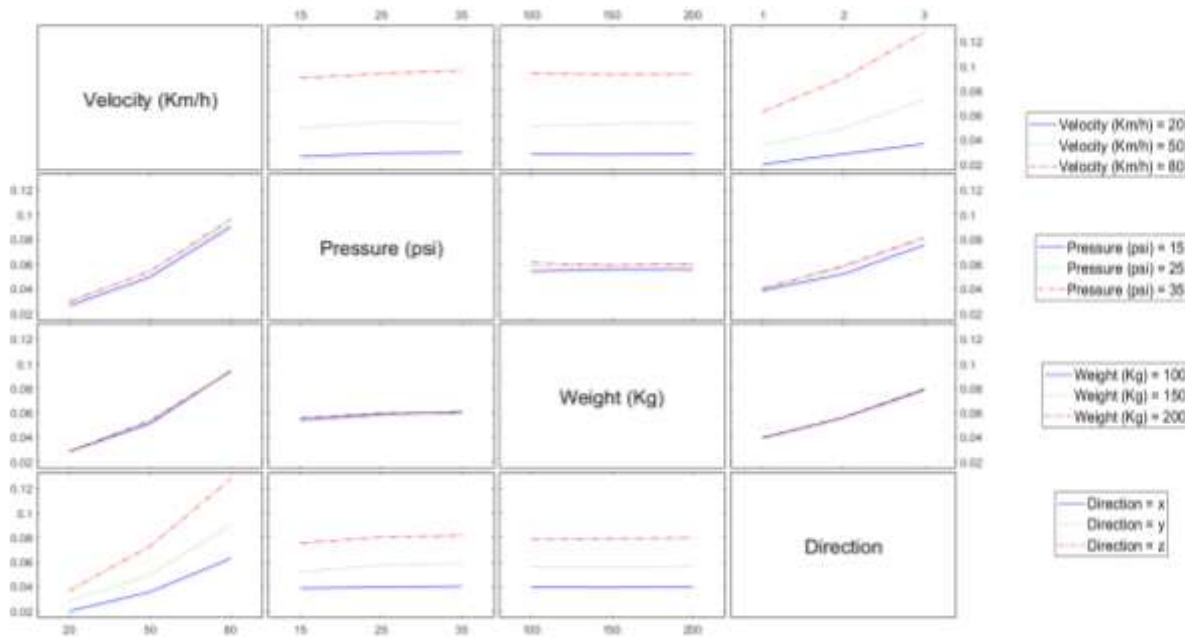 15 25 35 100 150 200 1 2 3
Velocity (Km/h)
0.12
0.1
0.08
0.06
0.04
0.02
Velocity (Km/h) = 20
Velocity (Km/h) = 50
Velocity (Km/h) = 80
0.12
0.1
0.08
0.06
0.04
0.02
Pressure (psi)
0.12
0.1
0.08
0.06
0.04
0.02
Pressure (psi) = 15
Pressure (psi) = 25
Pressure (psi) = 35
0.12
0.1
0.08
0.06
0.04
0.02
Weight (Kg)
0.12
0.1
0.08
0.06
0.04
0.02
Weight (Kg) = 100
Weight (Kg) = 150
Weight (Kg) = 200
0.12
0.1
0.08
0.06
0.04
0.02
Direction
Direction = x
Direction = y
Direction = z
20 50 80 15 25 35 100 150 200